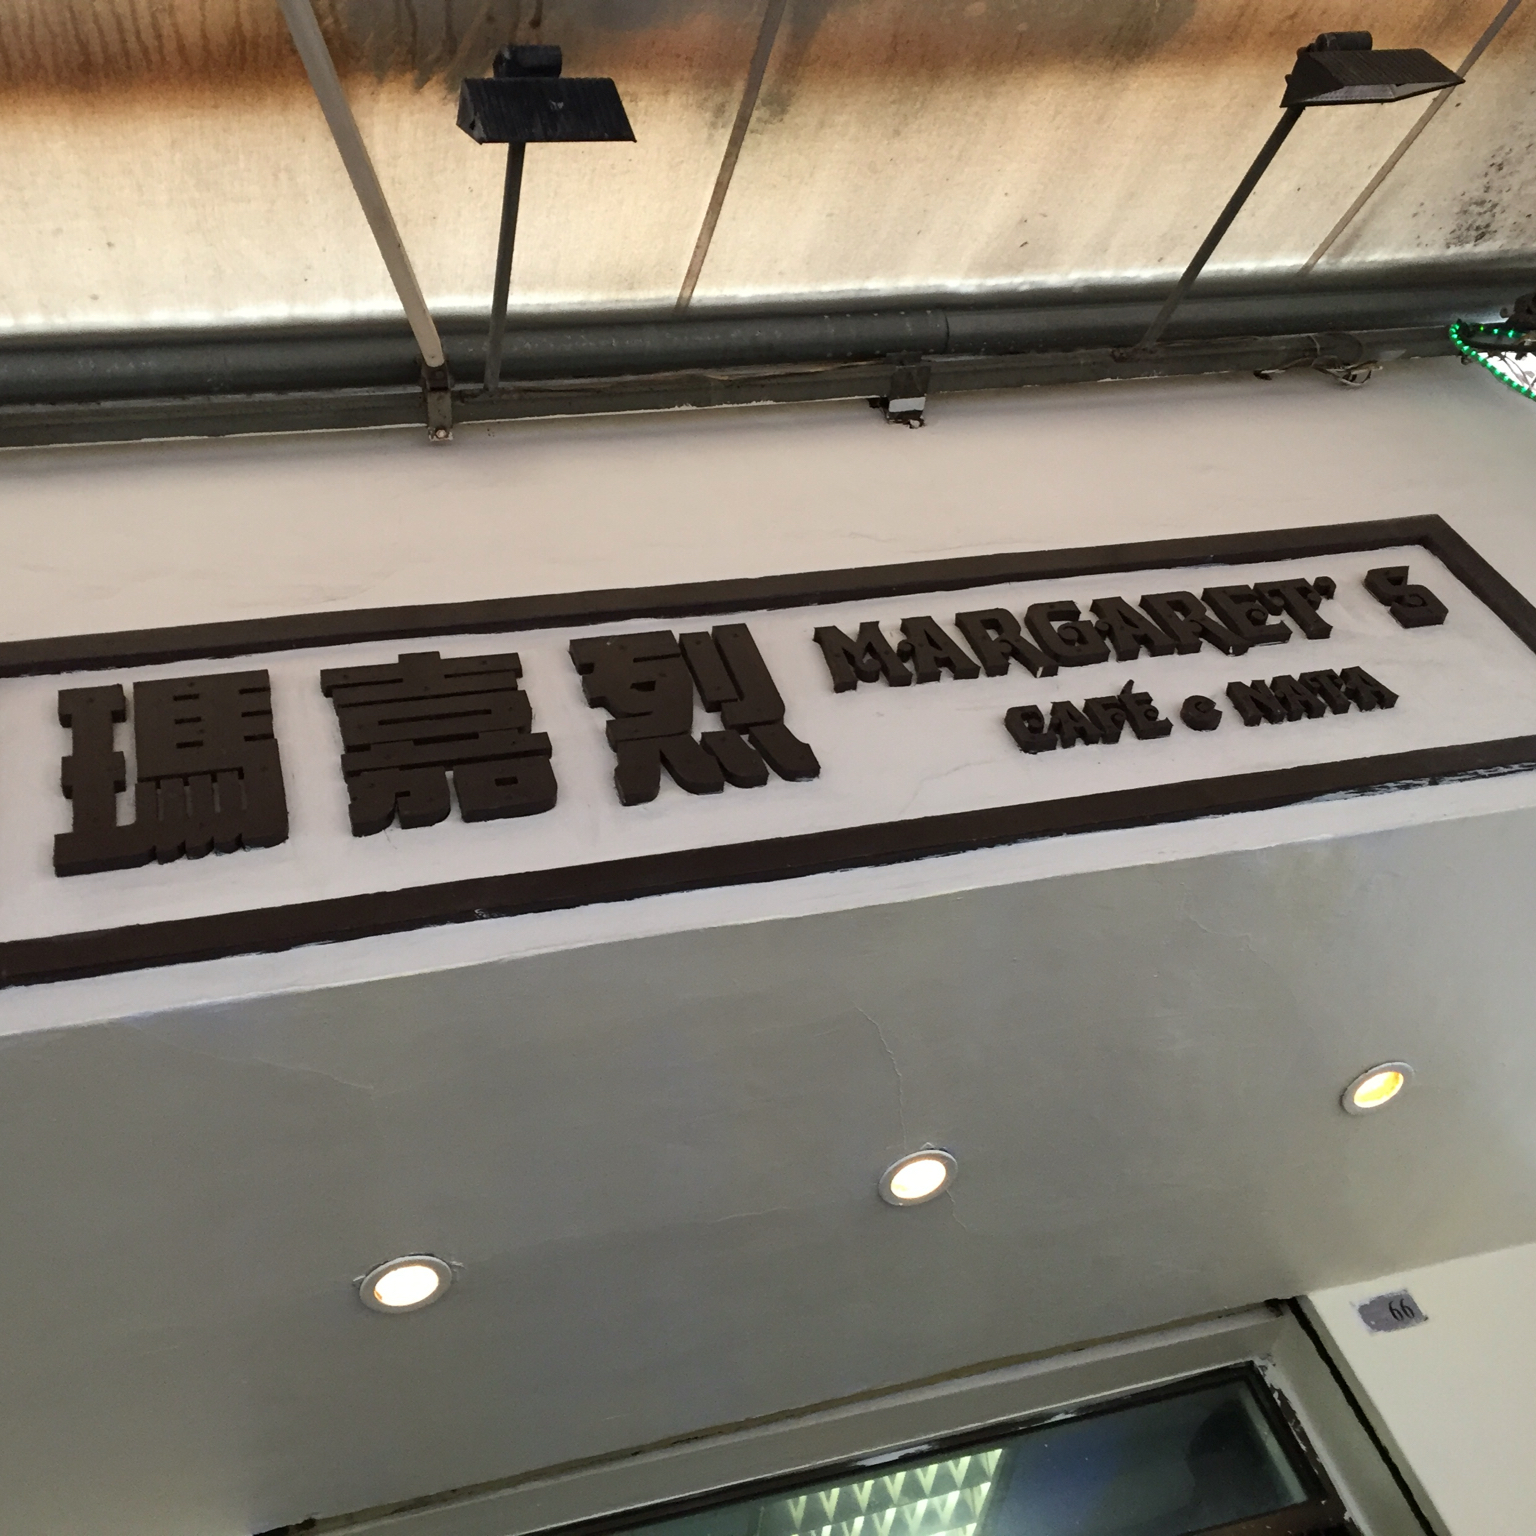 瑪嘉烈
MARGARET'S
CAFÉ e NATA
66